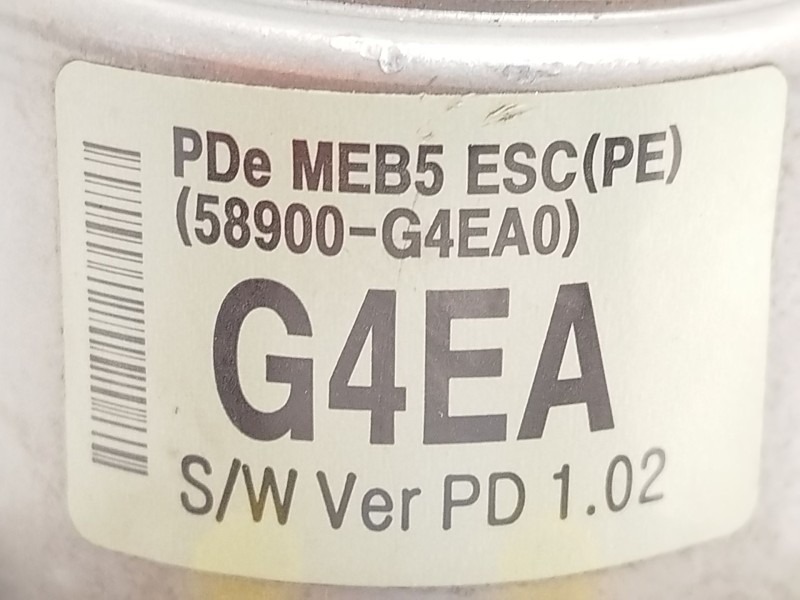 PDe MEB5 ESC(PE)
(58900-G4EA0)
G4EA
S/W Ver PD 1.02